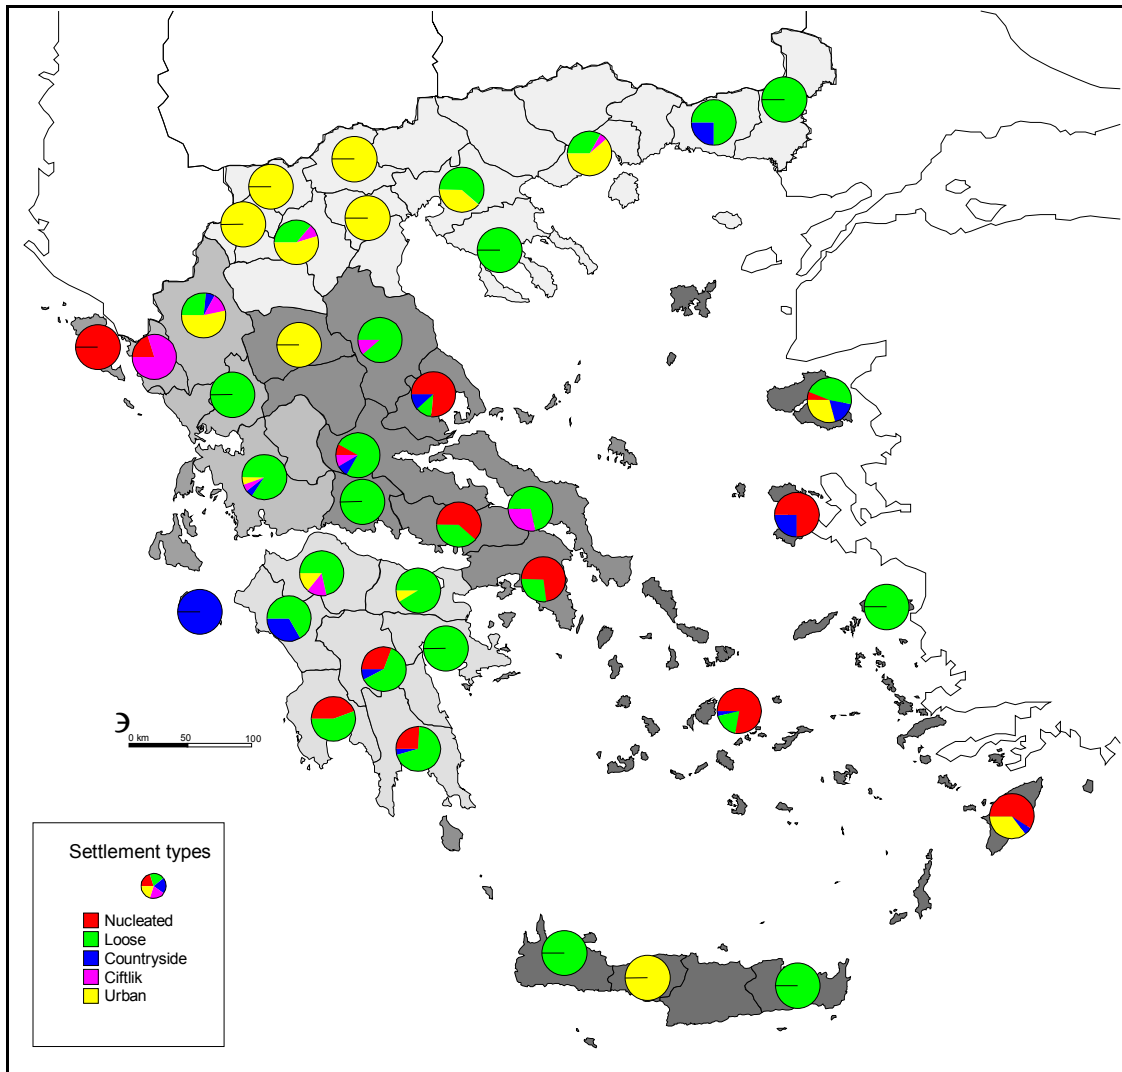 0 km
50
100
Settlement types
Nucleated
Loose
Countryside
Ciftlik
Urban